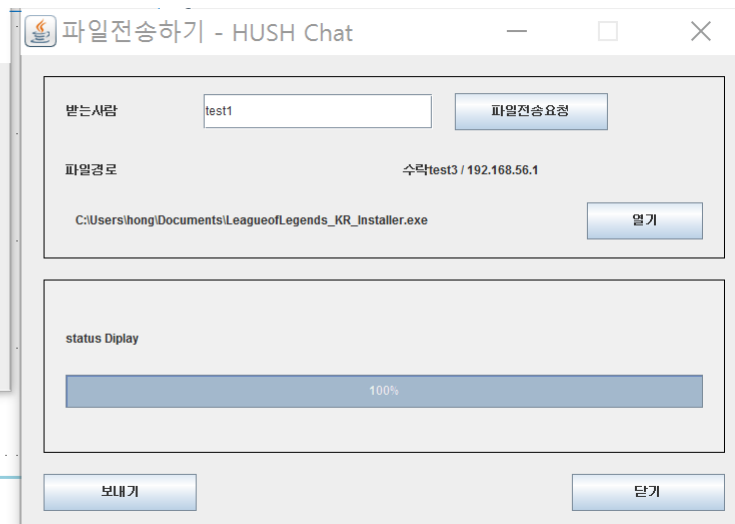 파일전송하기 - HUSH Chat
받는사람 test1 파일전송요청
파일경로 수락test3 / 192.168.56.1
C:\Users\hong\Documents\LeagueofLegends_KR_Installer.exe 열기
status Diplay
100%
보내기 닫기